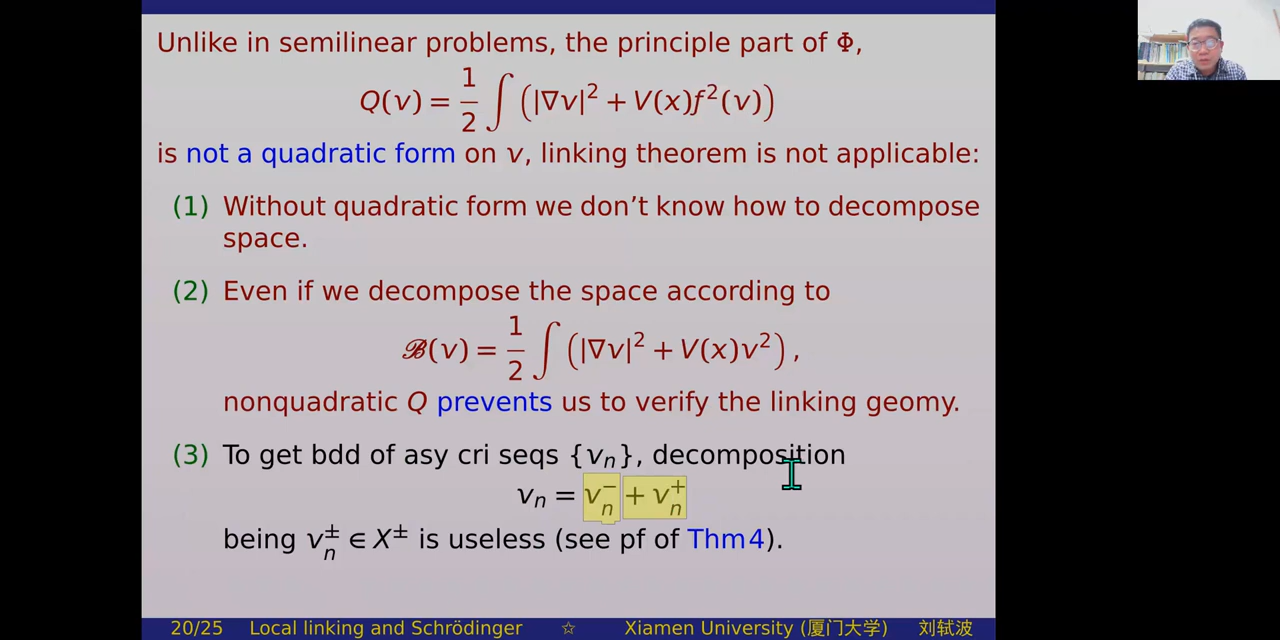 Unlike in semilinear problems, the principle part of Φ,
Q(v) = 1/2 ∫ (|∇v|² + V(x)f²(v))
is not a quadratic form on v, linking theorem is not applicable:
(1) Without quadratic form we don't know how to decompose
space.
(2) Even if we decompose the space according to
ℬ(v) = 1/2 ∫ (|∇v|² + V(x)v²) ,
nonquadratic Q prevents us to verify the linking geomy.
(3) To get bdd of asy cri seqs {vₙ}, decomposition
vₙ = vₙ⁻ + vₙ⁺
being vₙ± ∈ X± is useless (see pf of Thm 4).
20/25 Local linking and Schrödinger ☆ Xiamen University (厦门大学) 刘轼波